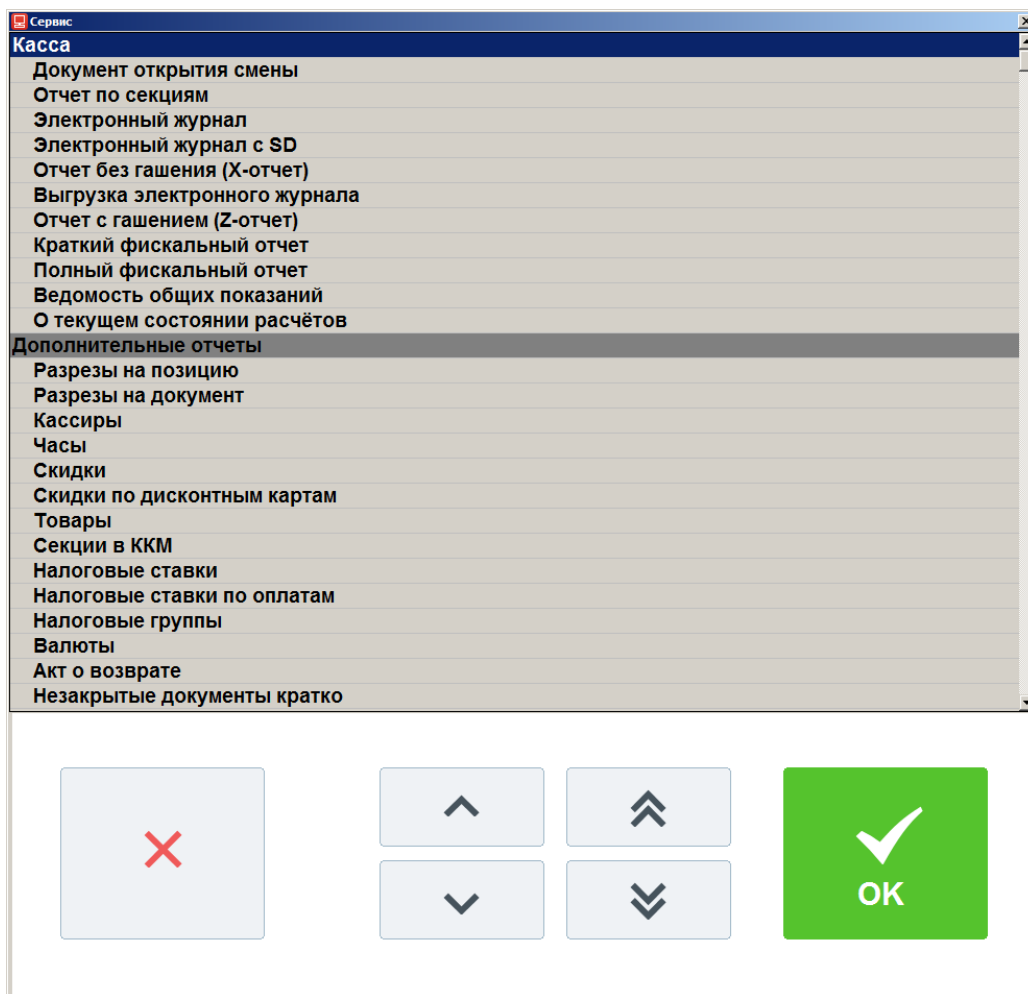 Сервис
Касса
Документ открытия смены
Отчет по секциям
Электронный журнал
Электронный журнал с SD
Отчет без гашения (X-отчет)
Выгрузка электронного журнала
Отчет с гашением (Z-отчет)
Краткий фискальный отчет
Полный фискальный отчет
Ведомость общих показаний
О текущем состоянии расчётов
Дополнительные отчеты
Разрезы на позицию
Разрезы на документ
Кассиры
Часы
Скидки
Скидки по дисконтным картам
Товары
Секции в ККМ
Налоговые ставки
Налоговые ставки по оплатам
Налоговые группы
Валюты
Акт о возврате
Незакрытые документы кратко
OK